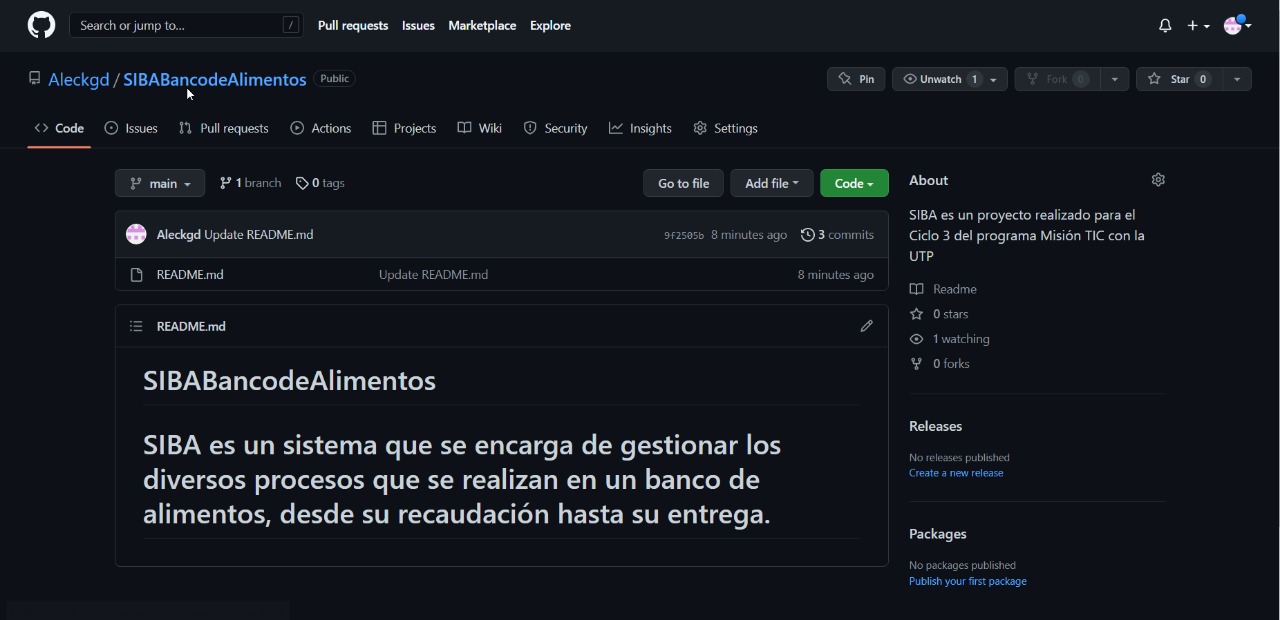 Search or jump to... /
Pull requests Issues Marketplace Explore
Aleckgd / SIBABancodeAlimentos Public
Pin Unwatch 1 Fork 0 Star 0
Code Issues Pull requests Actions Projects Wiki Security Insights Settings
main 1 branch 0 tags Go to file Add file Code
Aleckgd Update README.md 9f2505b 8 minutes ago 3 commits
README.md Update README.md 8 minutes ago
README.md
SIBABancodeAlimentos
SIBA es un sistema que se encarga de gestionar los
diversos procesos que se realizan en un banco de
alimentos, desde su recaudación hasta su entrega.
About
SIBA es un proyecto realizado para el
Ciclo 3 del programa Misión TIC con la
UTP
Readme
0 stars
1 watching
0 forks
Releases
No releases published
Create a new release
Packages
No packages published
Publish your first package